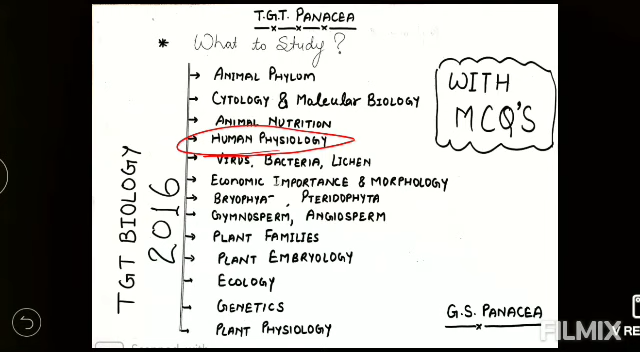 T.G.T. PANACEA
* What to Study?
→ ANIMAL PHYLUM
→ CYTOLOGY & Malecular BIOLOGY
→ ANIMAL NUTRITION
→ HUMAN PHYSIOLOGY
→ VIRUS, BACTERIA, LICHEN
→ ECONOMIC IMPORTANCE & MORPHOLOGY
→ BRYOPHYA-, PTERIDOPHYTA
→ GYMNOSPERM, ANGIOSPERM
→ PLANT FAMILIES
→ PLANT EMBRYOLOGY
→ ECOLOGY
→ GENETICS
→ PLANT PHYSIOLOGY
TGT BIOLOGY
2016
WITH
MCQ'S
G.S. PANACEA
FILMIX